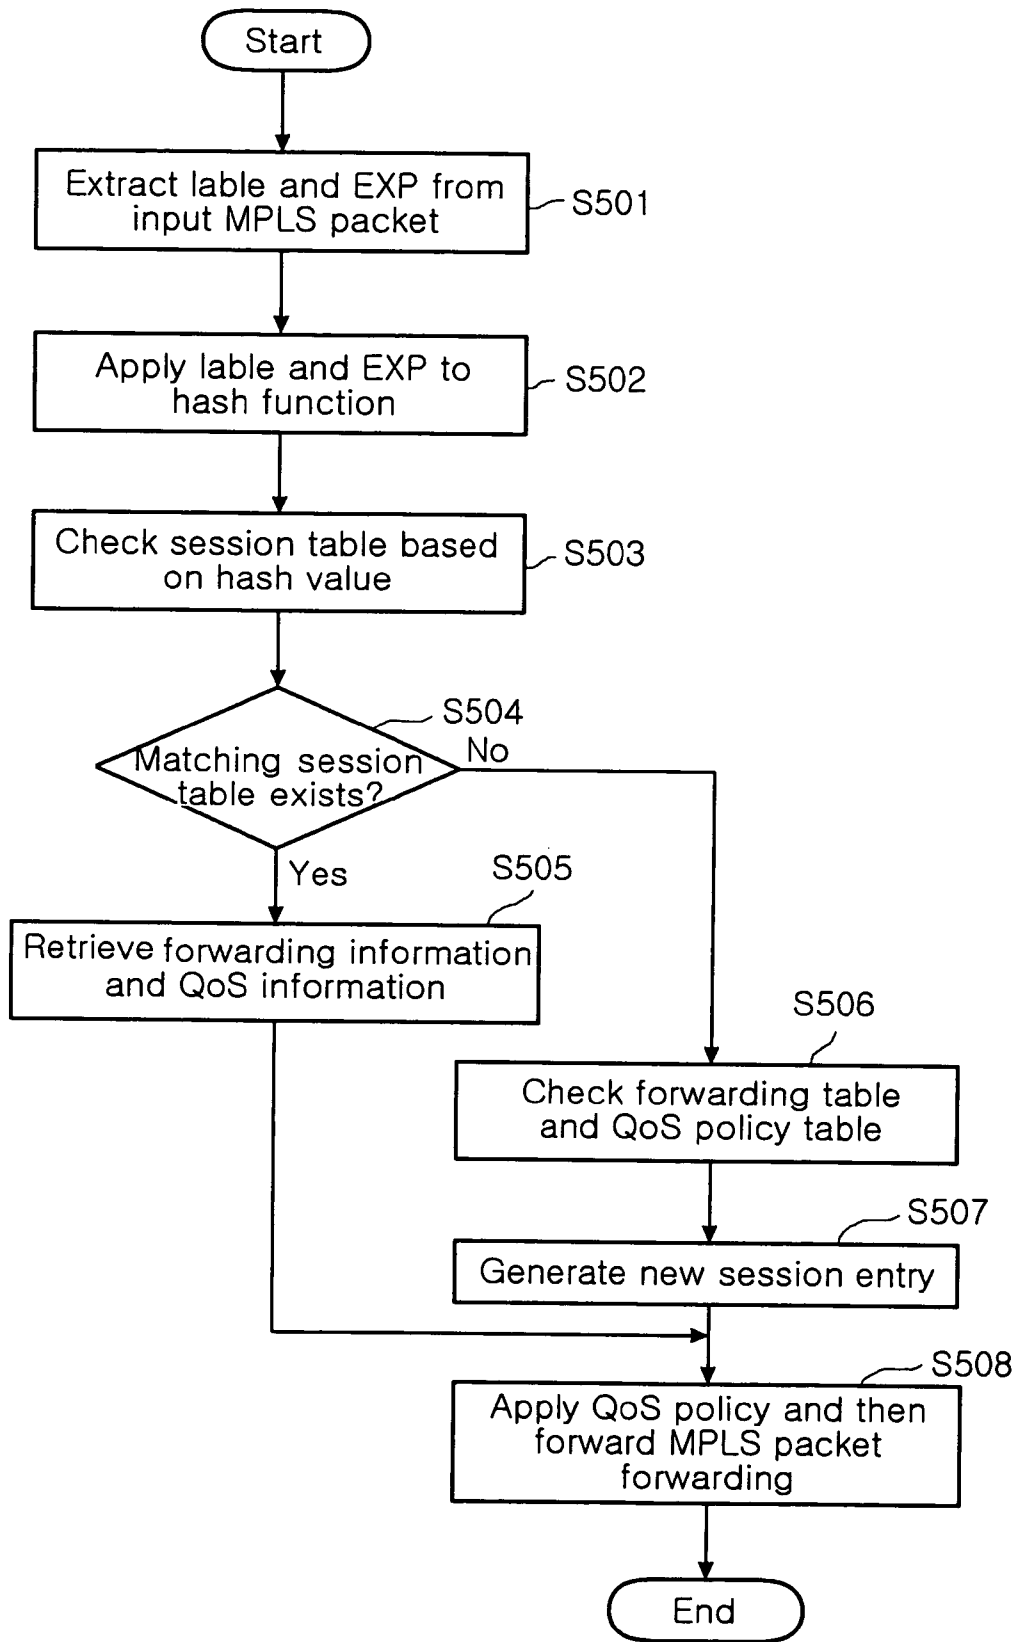 Start
Extract lable and EXP from
input MPLS packet
S501
Apply lable and EXP to
hash function
S502
Check session table based
on hash value
S503
S504
Matching session
table exists?
No
Yes
S505
Retrieve forwarding information
and QoS information
S506
Check forwarding table
and QoS policy table
S507
Generate new session entry
S508
Apply QoS policy and then
forward MPLS packet
forwarding
End